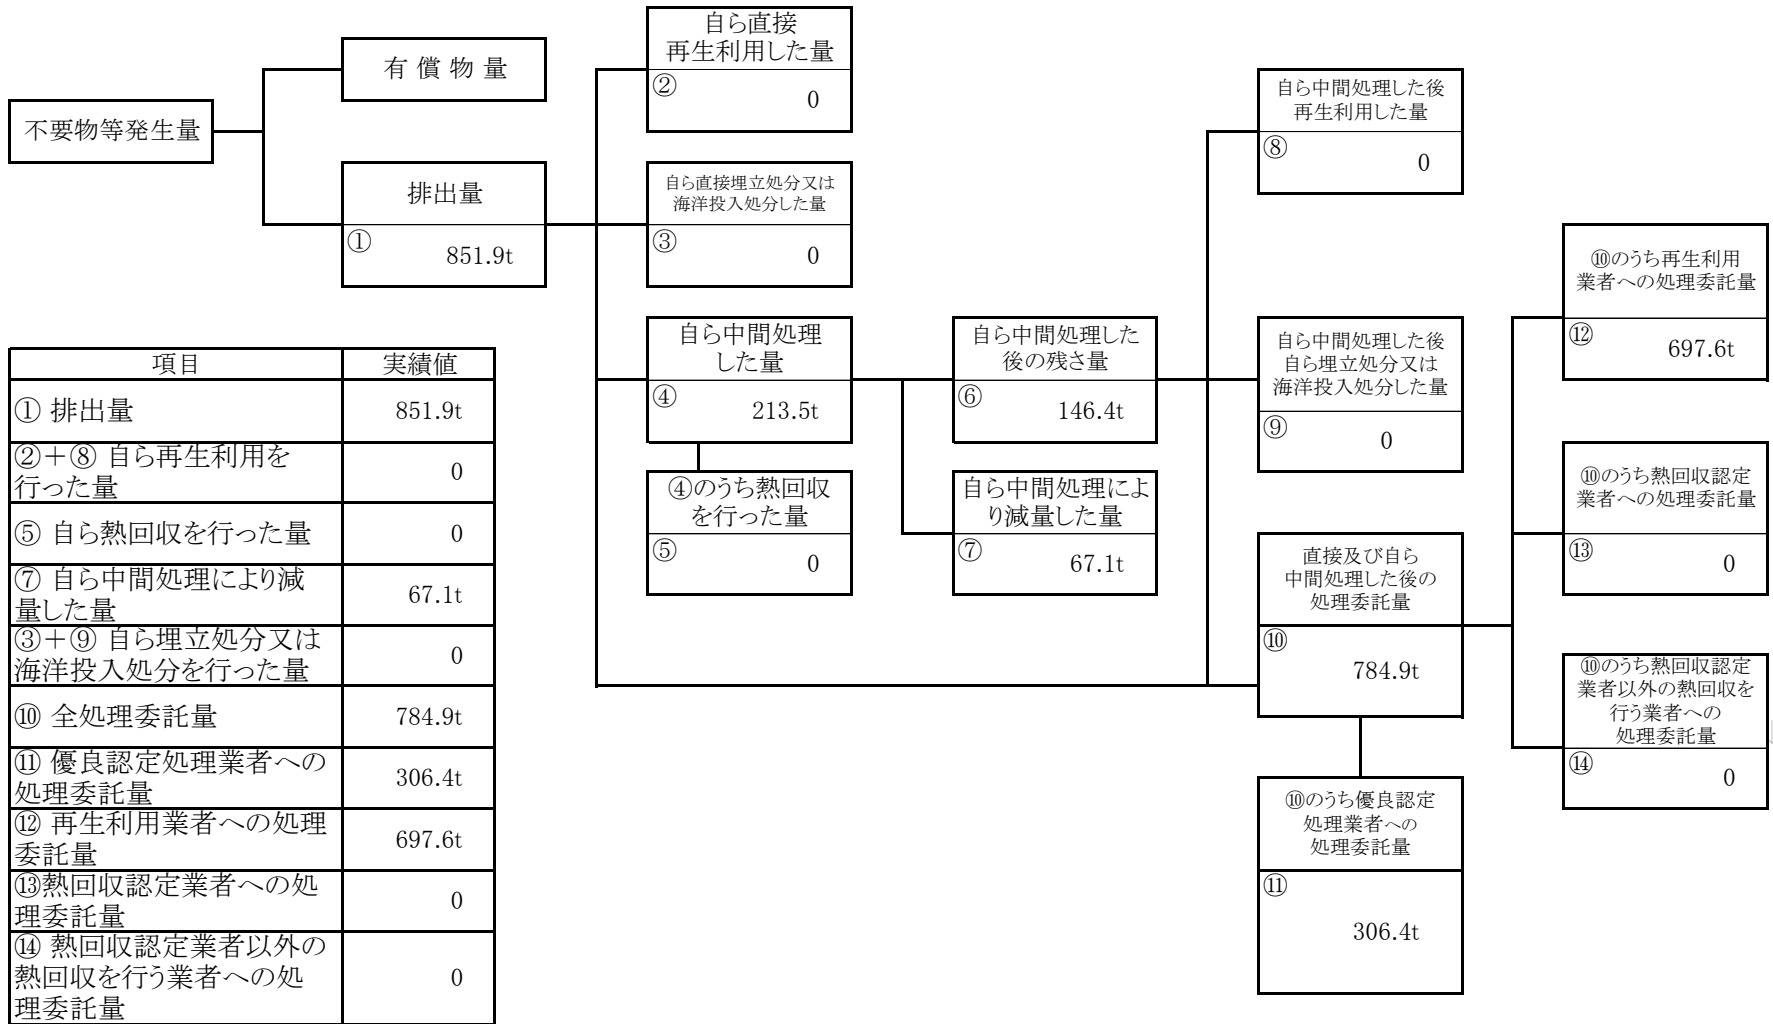 不要物等発生量
有 償 物 量
排出量
①
851.9t
自ら直接
再生利用した量
②
0
自ら直接埋立処分又は
海洋投入処分した量
③
0
自ら中間処理
した量
④
213.5t
④のうち熱回収
を行った量
⑤
0
自ら中間処理した
後の残さ量
⑥
146.4t
自ら中間処理によ
り減量した量
⑦
67.1t
自ら中間処理した後
再生利用した量
⑧
0
自ら中間処理した後
自ら埋立処分又は
海洋投入処分した量
⑨
0
直接及び自ら
中間処理した後の
処理委託量
⑩
784.9t
⑩のうち優良認定
処理業者への
処理委託量
⑪
306.4t
⑩のうち再生利用
業者への処理委託量
⑫
697.6t
⑩のうち熱回収認定
業者への処理委託量
⑬
0
⑩のうち熱回収認定
業者以外の熱回収を
行う業者への
処理委託量
⑭
0
項目 実績値
① 排出量 851.9t
②＋⑧ 自ら再生利用を
行った量 0
⑤ 自ら熱回収を行った量 0
⑦ 自ら中間処理により減
量した量 67.1t
③＋⑨ 自ら埋立処分又は
海洋投入処分を行った量 0
⑩ 全処理委託量 784.9t
⑪ 優良認定処理業者への
処理委託量 306.4t
⑫ 再生利用業者への処理
委託量 697.6t
⑬熱回収認定業者への処
理委託量 0
⑭ 熱回収認定業者以外の
熱回収を行う業者への処
理委託量 0